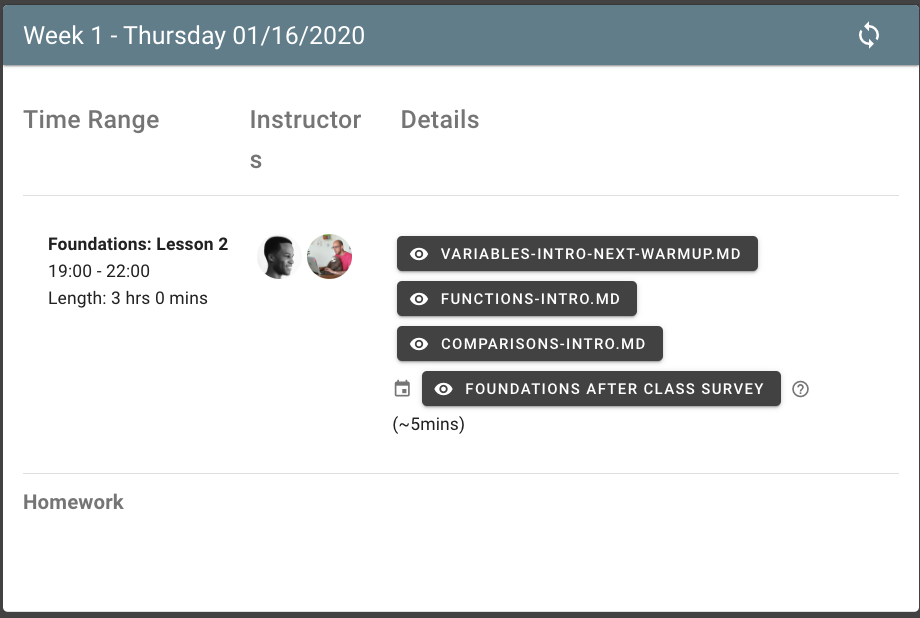 Week 1 - Thursday 01/16/2020
Time Range
Instructor
s
Details
Foundations: Lesson 2
19:00 - 22:00
Length: 3 hrs 0 mins
VARIABLES-INTRO-NEXT-WARMUP.MD
FUNCTIONS-INTRO.MD
COMPARISONS-INTRO.MD
FOUNDATIONS AFTER CLASS SURVEY
(~5mins)
Homework